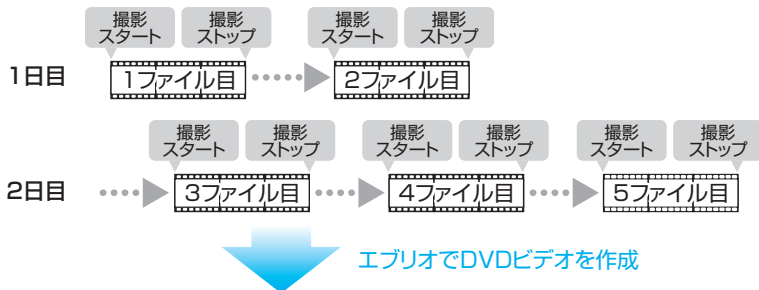 撮影
スタート
撮影
ストップ
撮影
スタート
撮影
ストップ
1日目
1ファイル目
2ファイル目
撮影
スタート
撮影
ストップ
撮影
スタート
撮影
ストップ
撮影
スタート
撮影
ストップ
2日目
3ファイル目
4ファイル目
5ファイル目
エブリオでDVDビデオを作成